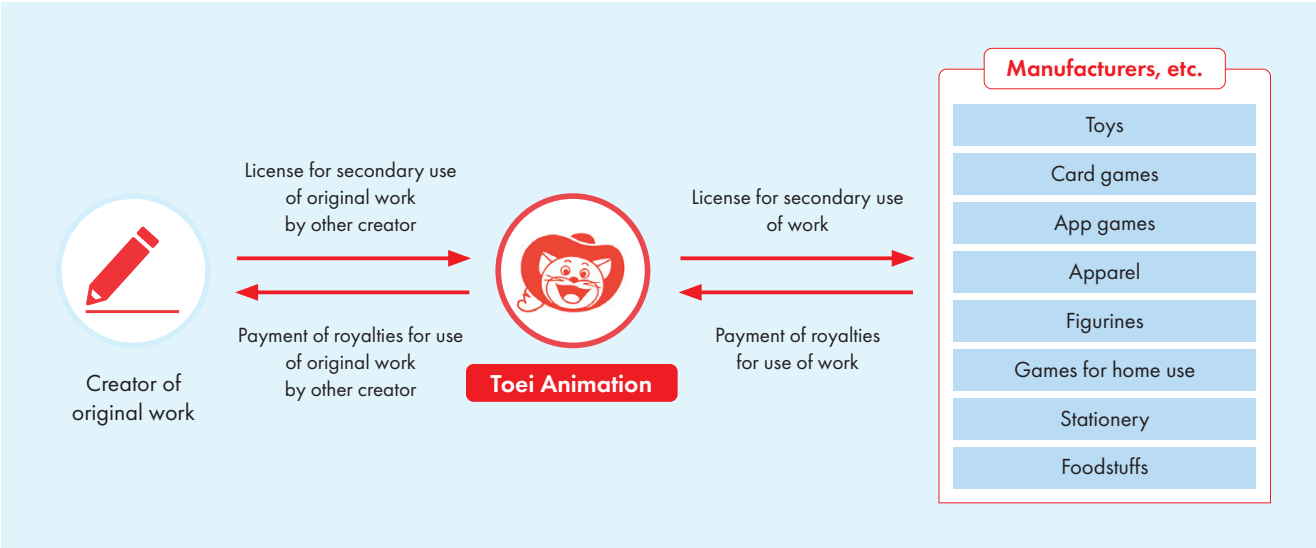 Manufacturers, etc.
Toys
Card games
App games
Apparel
Figurines
Games for home use
Stationery
Foodstuffs
License for secondary use
of original work
by other creator
License for secondary use
of work
Payment of royalties for use
of original work
by other creator
Payment of royalties
for use of work
Creator of
original work
Toei Animation